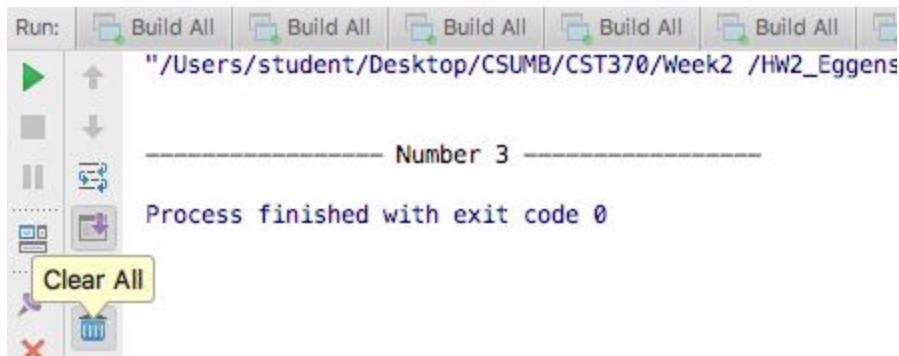 Run: Build All Build All Build All Build All Build All
"/Users/student/Desktop/CSUMB/CST370/Week2 /HW2_Eggens
----------------- Number 3 -----------------
Process finished with exit code 0
Clear All